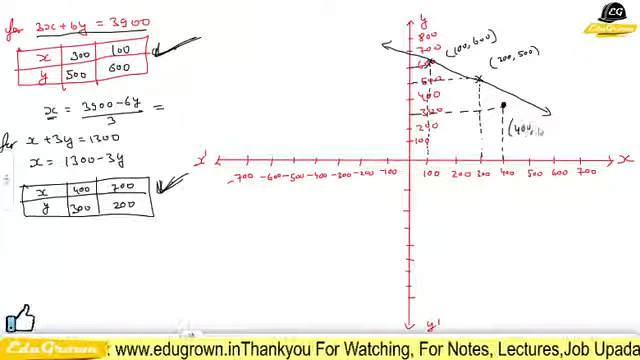 for 3x + 6y = 3900
x 300 100
y 500 600
x = 3900 - 6y =
3
for x + 3y = 1300
x = 1300 - 3y
x 400 700
y 300 200
y
800
700
600
500
400
300
200
100
(100, 600)
(200, 500)
(400,
x' -700 -600 -500 -400 -300 -200 -100 100 200 300 400 500 600 700 x
y'
EG
EduGrown
EduGrown
www.edugrown.inThankyou For Watching, For Notes, Lectures,Job Upada